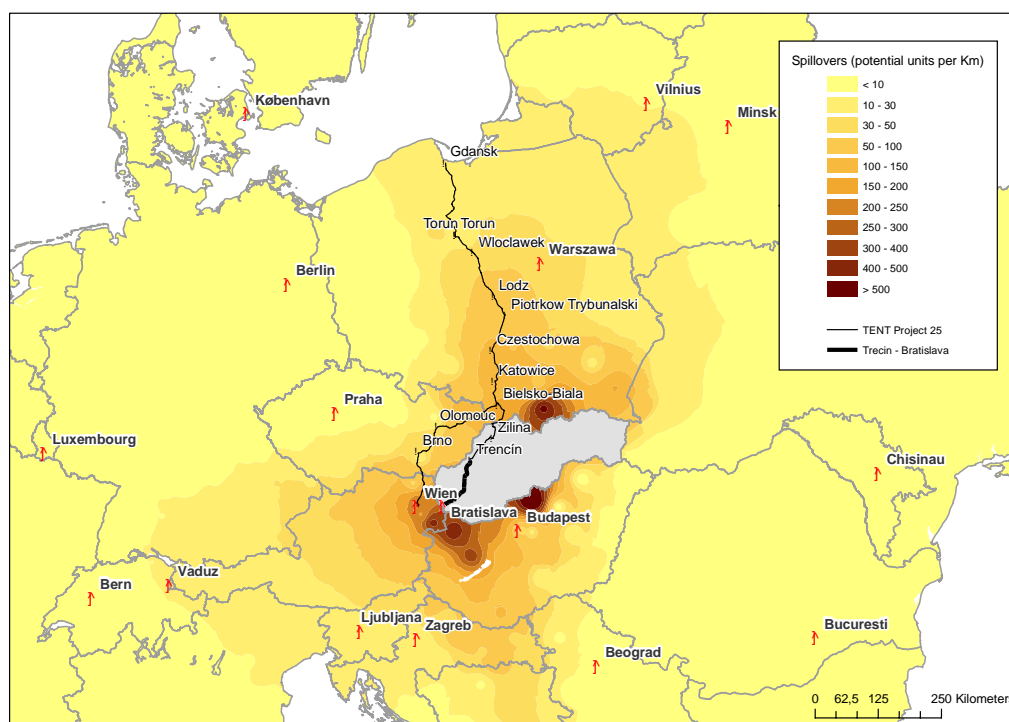 Spillovers (potential units per Km)
< 10
10 - 30
30 - 50
50 - 100
100 - 150
150 - 200
200 - 250
250 - 300
300 - 400
400 - 500
> 500
TENT Project 25
Trecin - Bratislava
København
Vilnius
Minsk
Gdansk
Torun Torun
Wloclawek
Warszawa
Berlin
Lodz
Piotrkow Trybunalski
Czestochowa
Katowice
Bielsko-Biala
Praha
Olomouc
Zilina
Brno
Trencín
Luxembourg
Chisinau
Wien
Bratislava
Budapest
Vaduz
Bern
Ljubljana
Zagreb
Bucuresti
Beograd
0 62,5 125 250 Kilometers